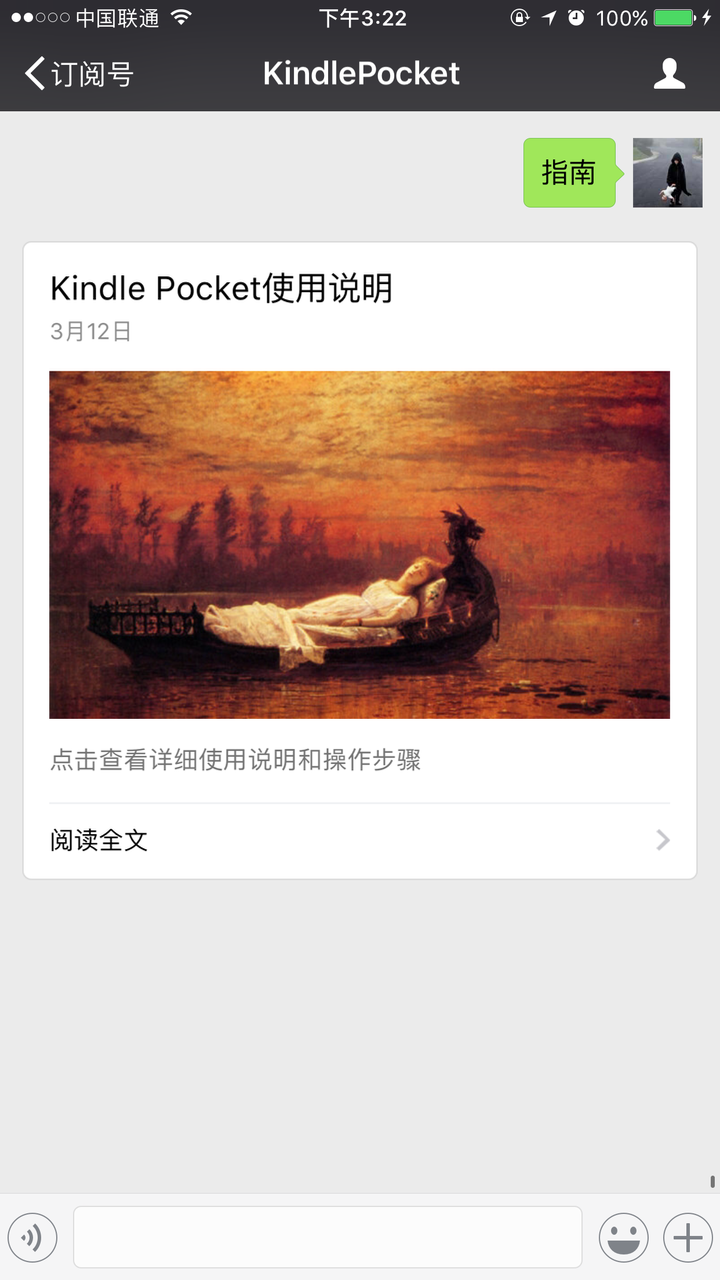 中国联通 下午3:22 100%
订阅号 KindlePocket
指南
Kindle Pocket使用说明
3月12日
点击查看详细使用说明和操作步骤
阅读全文